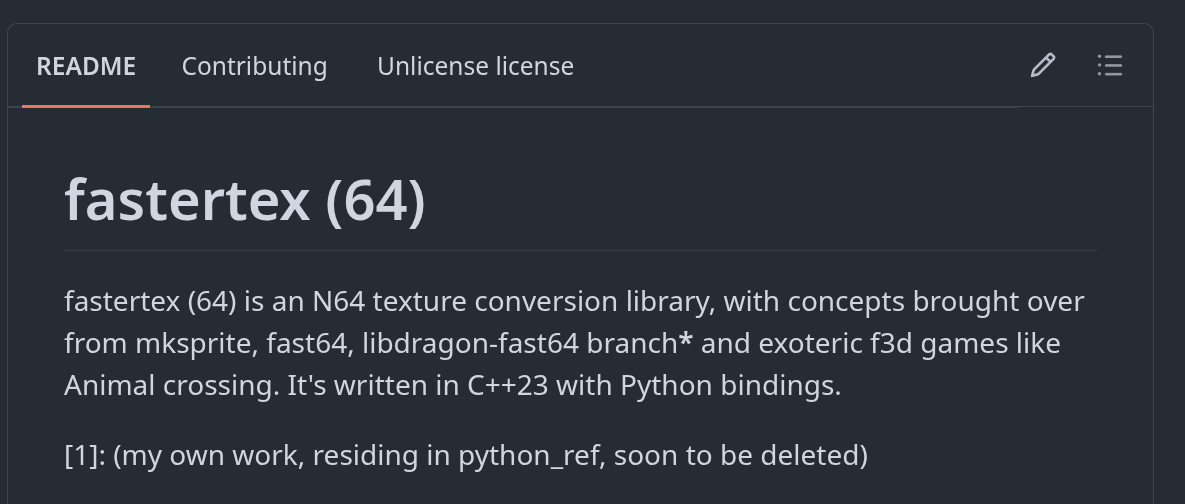 README Contributing Unlicense license
fastertex (64)
fastertex (64) is an N64 texture conversion library, with concepts brought over
from mksprite, fast64, libdragon-fast64 branch* and exoteric f3d games like
Animal crossing. It's written in C++23 with Python bindings.
[1]: (my own work, residing in python_ref, soon to be deleted)